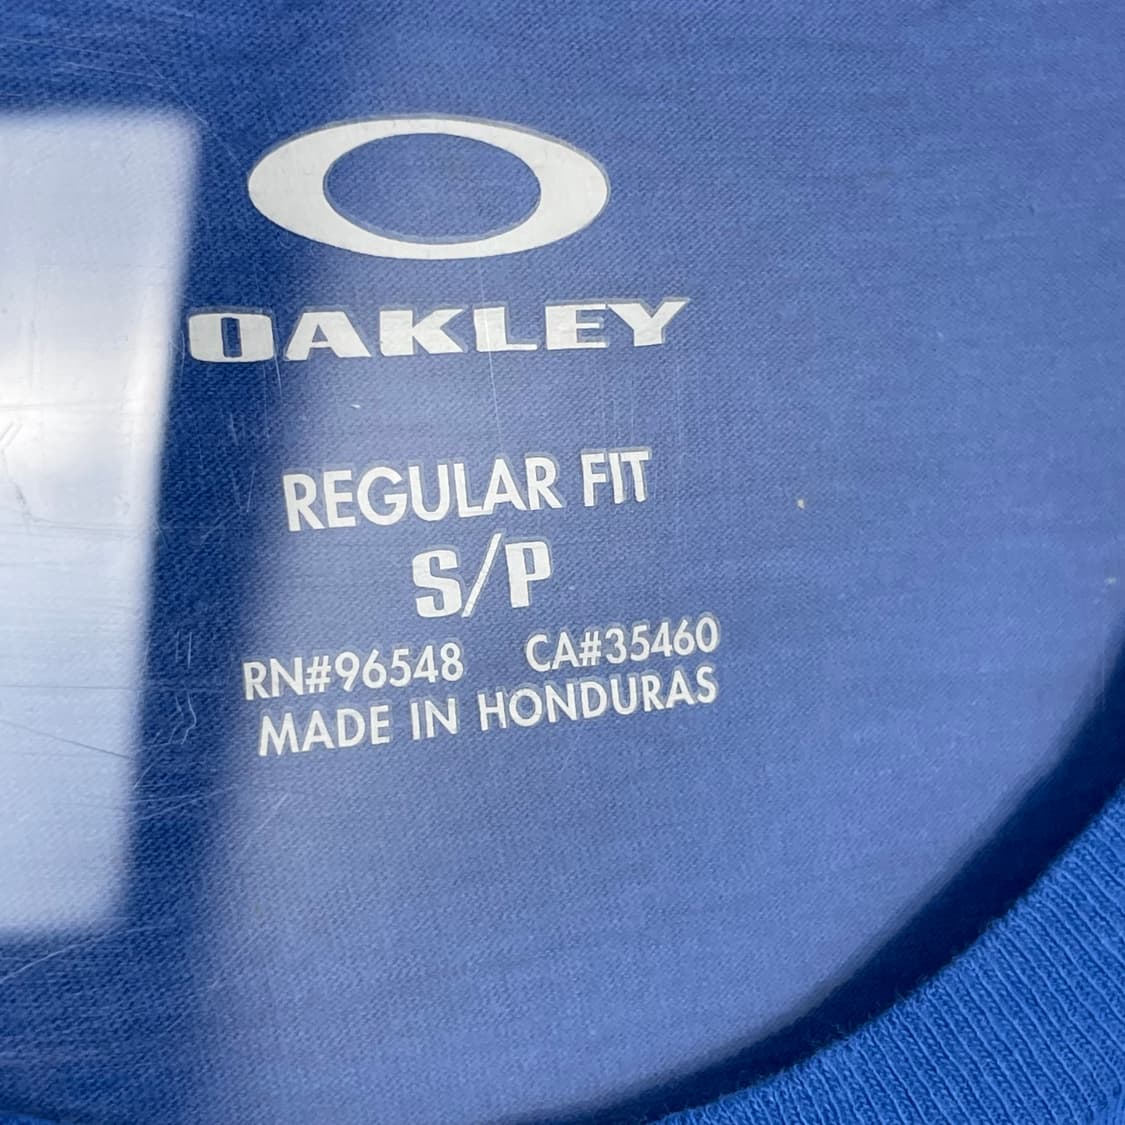 OAKLEY
REGULAR FIT
S/P
RN#96548 CA#35460
MADE IN HONDURAS